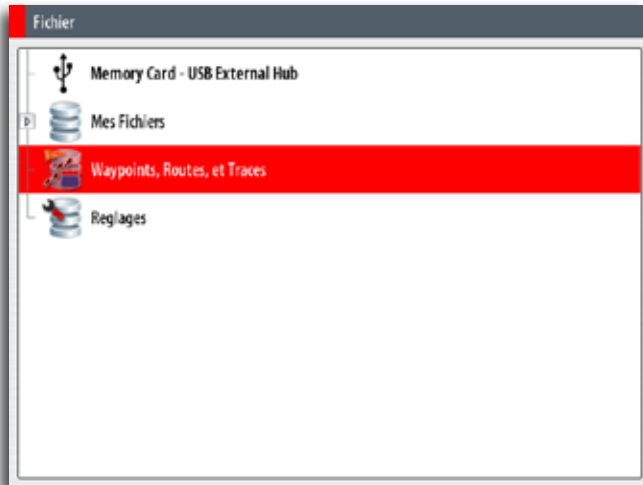 Fichier
Memory Card - USB External Hub
Mes Fichiers
Waypoints, Routes, et Traces
Reglages